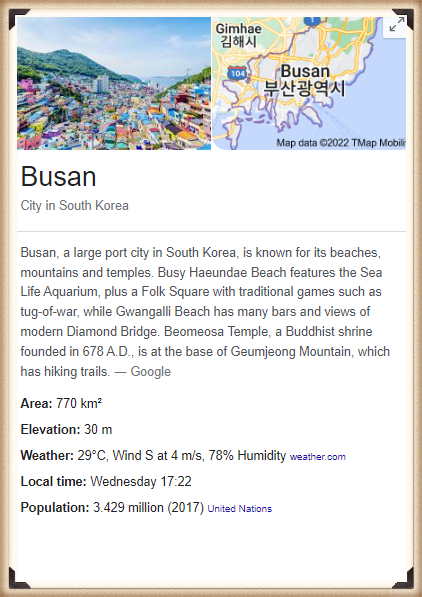 Gimhae
김해시
104
Busan
부산광역시
Map data ©2022 TMap Mobili
Busan
City in South Korea
Busan, a large port city in South Korea, is known for its beaches,
mountains and temples. Busy Haeundae Beach features the Sea
Life Aquarium, plus a Folk Square with traditional games such as
tug-of-war, while Gwangalli Beach has many bars and views of
modern Diamond Bridge. Beomeosa Temple, a Buddhist shrine
founded in 678 A.D., is at the base of Geumjeong Mountain, which
has hiking trails. — Google
Area: 770 km²
Elevation: 30 m
Weather: 29°C, Wind S at 4 m/s, 78% Humidity weather.com
Local time: Wednesday 17:22
Population: 3.429 million (2017) United Nations